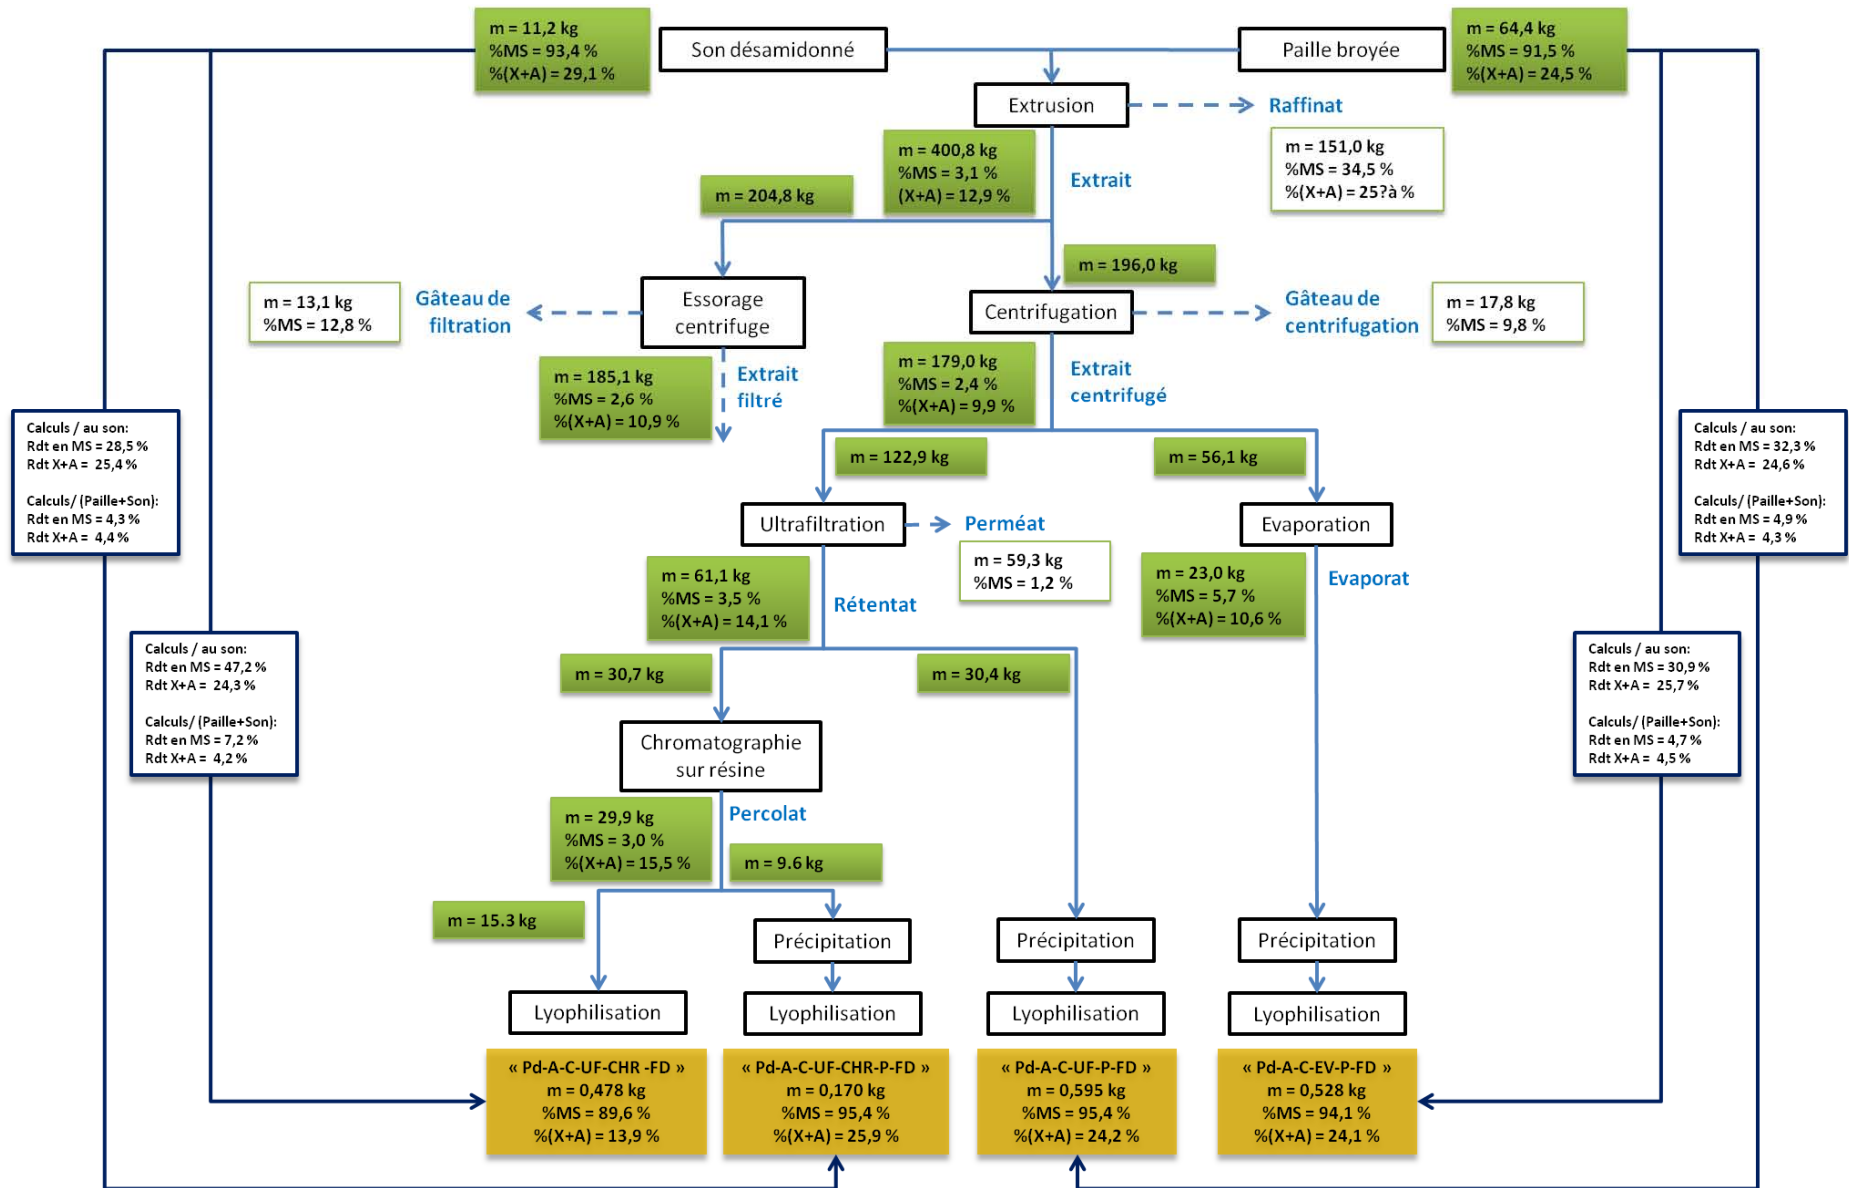 m = 11,2 kg
%MS = 93,4 %
%(X+A) = 29,1 %
Son désamidonné
Paille broyée
m = 64,4 kg
%MS = 91,5 %
%(X+A) = 24,5 %
Extrusion
Raffinat
m = 151,0 kg
%MS = 34,5 %
%(X+A) = 25?à %
m = 400,8 kg
%MS = 3,1 %
(X+A) = 12,9 %
Extrait
m = 204,8 kg
m = 196,0 kg
m = 13,1 kg
%MS = 12,8 %
Gâteau de
filtration
Essorage
centrifuge
Centrifugation
Gâteau de
centrifugation
m = 17,8 kg
%MS = 9,8 %
m = 185,1 kg
%MS = 2,6 %
%(X+A) = 10,9 %
Extrait
filtré
m = 179,0 kg
%MS = 2,4 %
%(X+A) = 9,9 %
Extrait
centrifugé
Calculs / au son:
Rdt en MS = 28,5 %
Rdt X+A = 25,4 %
Calculs/ (Paille+Son):
Rdt en MS = 4,3 %
Rdt X+A = 4,4 %
m = 122,9 kg
m = 56,1 kg
Calculs / au son:
Rdt en MS = 32,3 %
Rdt X+A = 24,6 %
Calculs/ (Paille+Son):
Rdt en MS = 4,9 %
Rdt X+A = 4,3 %
Ultrafiltration
Perméat
m = 59,3 kg
%MS = 1,2 %
Evaporation
m = 61,1 kg
%MS = 3,5 %
%(X+A) = 14,1 %
Rétentat
m = 23,0 kg
%MS = 5,7 %
%(X+A) = 10,6 %
Evaporat
Calculs / au son:
Rdt en MS = 47,2 %
Rdt X+A = 24,3 %
Calculs/ (Paille+Son):
Rdt en MS = 7,2 %
Rdt X+A = 4,2 %
m = 30,7 kg
m = 30,4 kg
Calculs / au son:
Rdt en MS = 30,9 %
Rdt X+A = 25,7 %
Calculs/ (Paille+Son):
Rdt en MS = 4,7 %
Rdt X+A = 4,5 %
Chromatographie
sur résine
m = 29,9 kg
%MS = 3,0 %
%(X+A) = 15,5 %
Percolat
m = 9.6 kg
m = 15.3 kg
Précipitation
Précipitation
Précipitation
Lyophilisation
Lyophilisation
Lyophilisation
Lyophilisation
« Pd-A-C-UF-CHR -FD »
m = 0,478 kg
%MS = 89,6 %
%(X+A) = 13,9 %
« Pd-A-C-UF-CHR-P-FD »
m = 0,170 kg
%MS = 95,4 %
%(X+A) = 25,9 %
« Pd-A-C-UF-P-FD »
m = 0,595 kg
%MS = 95,4 %
%(X+A) = 24,2 %
« Pd-A-C-EV-P-FD »
m = 0,528 kg
%MS = 94,1 %
%(X+A) = 24,1 %